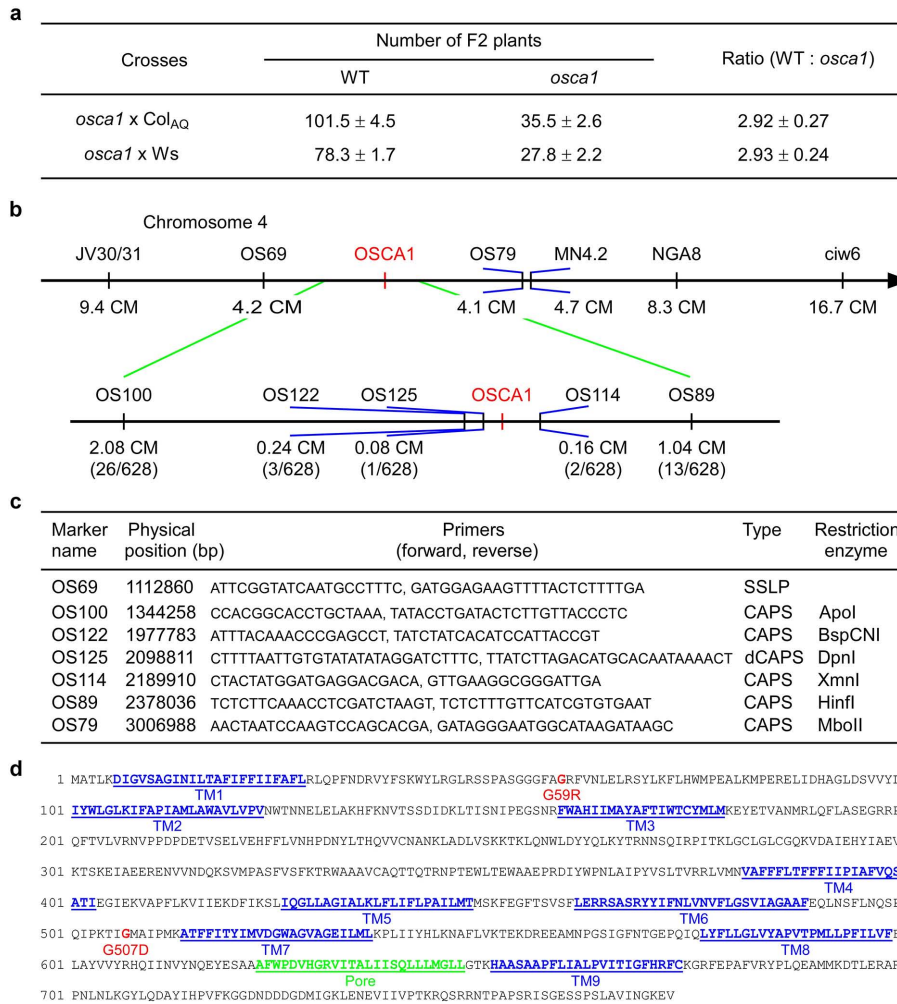 a
Crosses Number of F2 plants Ratio (WT : osca1)
WT osca1
osca1 x ColAQ 101.5 ± 4.5 35.5 ± 2.6 2.92 ± 0.27
osca1 x Ws 78.3 ± 1.7 27.8 ± 2.2 2.93 ± 0.24
b
Chromosome 4
JV30/31 OS69 OSCA1 OS79 MN4.2 NGA8 ciw6
9.4 CM 4.2 CM 4.1 CM 4.7 CM 8.3 CM 16.7 CM
OS100 OS122 OS125 OSCA1 OS114 OS89
2.08 CM 0.24 CM 0.08 CM 0.16 CM 1.04 CM
(26/628) (3/628) (1/628) (2/628) (13/628)
c
Marker name Physical position (bp) Primers (forward, reverse) Type Restriction enzyme
OS69 1112860 ATTCGGTATCAATGCCTTTC, GATGGAGAAGTTTTACTCTTTTGA SSLP
OS100 1344258 CCACGGCACCTGCTAAA, TATACCTGATACTCTTGTTACCCTC CAPS ApoI
OS122 1977783 ATTTACAAACCCGAGCCT, TATCTATCACATCCATTACCGT CAPS BspCNI
OS125 2098811 CTTTTAATTGTGTATATATAGGATCTTTC, TTATCTTAGACATGCACAATAAAACT dCAPS DpnI
OS114 2189910 CTACTATGGATGAGGACGACA, GTTGAAGGCGGGATTGA CAPS XmnI
OS89 2378036 TCTCTTCAAACCTCGATCTAAGT, TCTCTTTGTTCATCGTGTGAAT CAPS HinfI
OS79 3006988 AACTAATCCAAGTCCAGCACGA, GATAGGGAATGGCATAAGATAAGC CAPS MboII
d
1 MATLKDIGVSAGINILTAFIFFIIFAFLRLQPFNDRVYFSKWYLRGLRSSPASGGGFAGRFVNLELRSYLKFLHWMPEALKMPERELIDHAGLDSVVYL
TM1 G59R
101 IYWLGLKIFAPIAMLAWAVLVPVNWTNNELELAKHFKNVTSSDIDKLTISNIPEGSNRFWAHIIMAYAFTIWTCYMLMKEYETVANMRLQFLASEGRRP
TM2 TM3
201 QFTVLVRNVPPDPDETVSELVEHFFLVNHPDNYLTHQVVCNANKLADLVSKKTKLQNWLDYYQLKYTRNNSQIRPITKLGCLGLCGQKVDAIEHYIAEV
301 KTSKEIAEERENVVNDQKSVMPASFVSFKTRWAAAVCAQTTQTRNPTEWLTEWAAEPRDIYWPNLAIPYVSLTVRRLVMNVAFFFLTFFFIIPIAFVQS
TM4
401 ATIEGIEKVAPFLKVIIEKDFIKSLIQGLLAGIALKLFLIFLPAILMTMSKFEGFTSVSFLERRSASRYYIFNLVNVFLGSVIAGAAFEQLNSFLNQSP
TM5 TM6
501 QIPKTIGMAIPMKATFFITYIMVDGWAGVAGEILMLKPLIIYHLKNAFLVKTEKDREEAMNPGSIGFNTGEPQIQLYFLLGLVYAPVTPMLLPFILVF
G507D TM7 TM8
601 LAYVVYRHQIINVYNQEYESAAAFWPDVHGRVITALIISQLLLMGLLGTKHAASAAPFLIALPVITIGFHRFCKGRFEPAFVRYPLQEAMMKDTLERAR
Pore TM9
701 PNLNLKGYLQDAYIHPVFKGGDNDDDGDMIGKLENEVIIVPTKRQSRRNTPAPSRISGESSPSLAVINGKEV